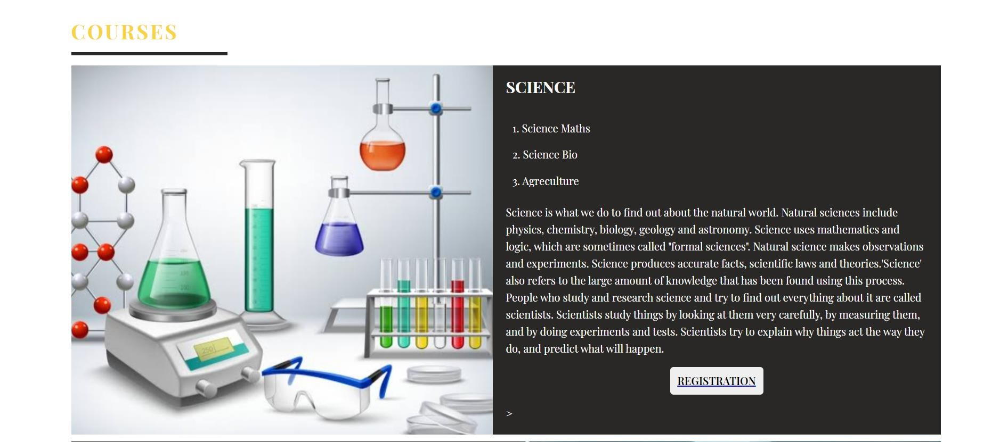 COURSES
SCIENCE
1. Science Maths
2. Science Bio
3. Agreculture
Science is what we do to find out about the natural world. Natural sciences include
physics, chemistry, biology, geology and astronomy. Science uses mathematics and
logic, which are sometimes called "formal sciences". Natural science makes observations
and experiments. Science produces accurate facts, scientific laws and theories.'Science'
also refers to the large amount of knowledge that has been found using this process.
People who study and research science and try to find out everything about it are called
scientists. Scientists study things by looking at them very carefully, by measuring them,
and by doing experiments and tests. Scientists try to explain why things act the way they
do, and predict what will happen.
REGISTRATION
>
250